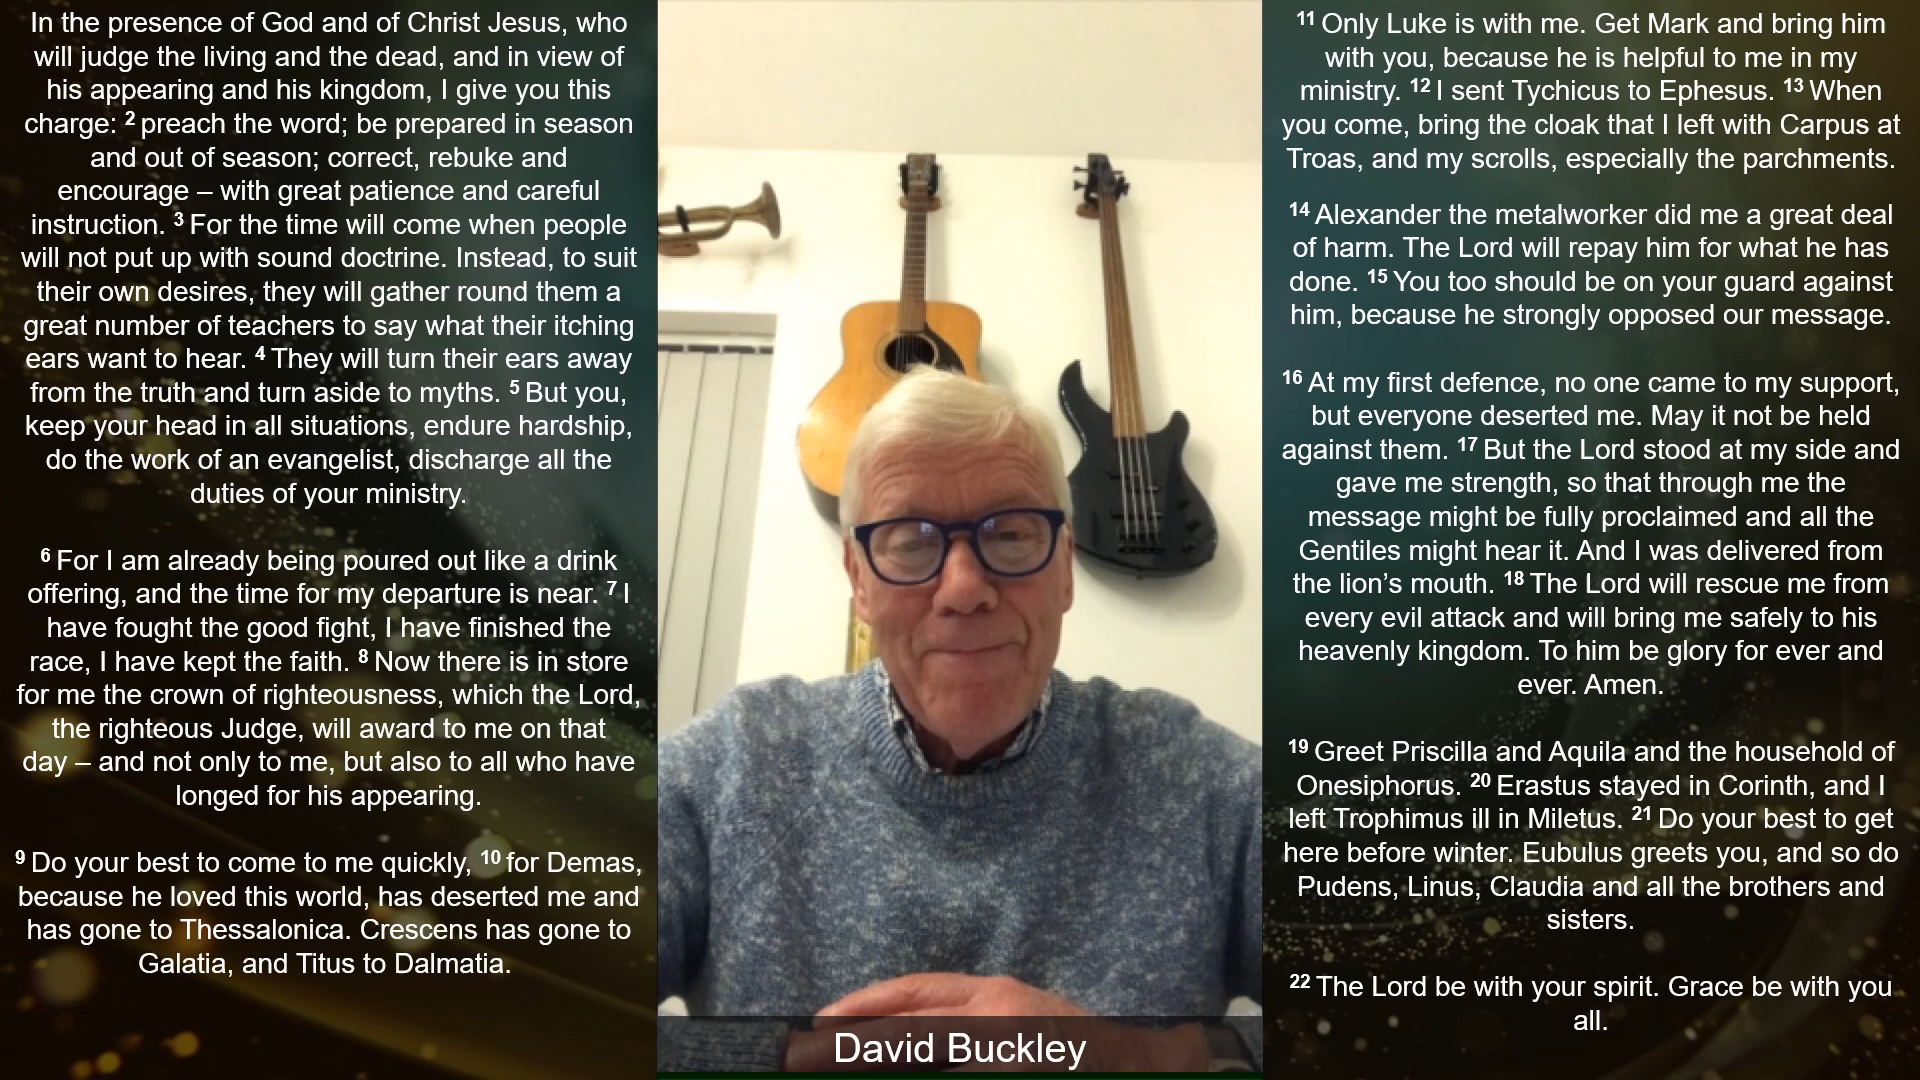 In the presence of God and of Christ Jesus, who
will judge the living and the dead, and in view of
his appearing and his kingdom, I give you this
charge: 2 preach the word; be prepared in season
and out of season; correct, rebuke and
encourage – with great patience and careful
instruction. 3 For the time will come when people
will not put up with sound doctrine. Instead, to suit
their own desires, they will gather round them a
great number of teachers to say what their itching
ears want to hear. 4 They will turn their ears away
from the truth and turn aside to myths. 5 But you,
keep your head in all situations, endure hardship,
do the work of an evangelist, discharge all the
duties of your ministry.
6 For I am already being poured out like a drink
offering, and the time for my departure is near. 7 I
have fought the good fight, I have finished the
race, I have kept the faith. 8 Now there is in store
for me the crown of righteousness, which the Lord,
the righteous Judge, will award to me on that
day – and not only to me, but also to all who have
longed for his appearing.
9 Do your best to come to me quickly, 10 for Demas,
because he loved this world, has deserted me and
has gone to Thessalonica. Crescens has gone to
Galatia, and Titus to Dalmatia.
David Buckley
11 Only Luke is with me. Get Mark and bring him
with you, because he is helpful to me in my
ministry. 12 I sent Tychicus to Ephesus. 13 When
you come, bring the cloak that I left with Carpus at
Troas, and my scrolls, especially the parchments.
14 Alexander the metalworker did me a great deal
of harm. The Lord will repay him for what he has
done. 15 You too should be on your guard against
him, because he strongly opposed our message.
16 At my first defence, no one came to my support,
but everyone deserted me. May it not be held
against them. 17 But the Lord stood at my side and
gave me strength, so that through me the
message might be fully proclaimed and all the
Gentiles might hear it. And I was delivered from
the lion’s mouth. 18 The Lord will rescue me from
every evil attack and will bring me safely to his
heavenly kingdom. To him be glory for ever and
ever. Amen.
19 Greet Priscilla and Aquila and the household of
Onesiphorus. 20 Erastus stayed in Corinth, and I
left Trophimus ill in Miletus. 21 Do your best to get
here before winter. Eubulus greets you, and so do
Pudens, Linus, Claudia and all the brothers and
sisters.
22 The Lord be with your spirit. Grace be with you
all.